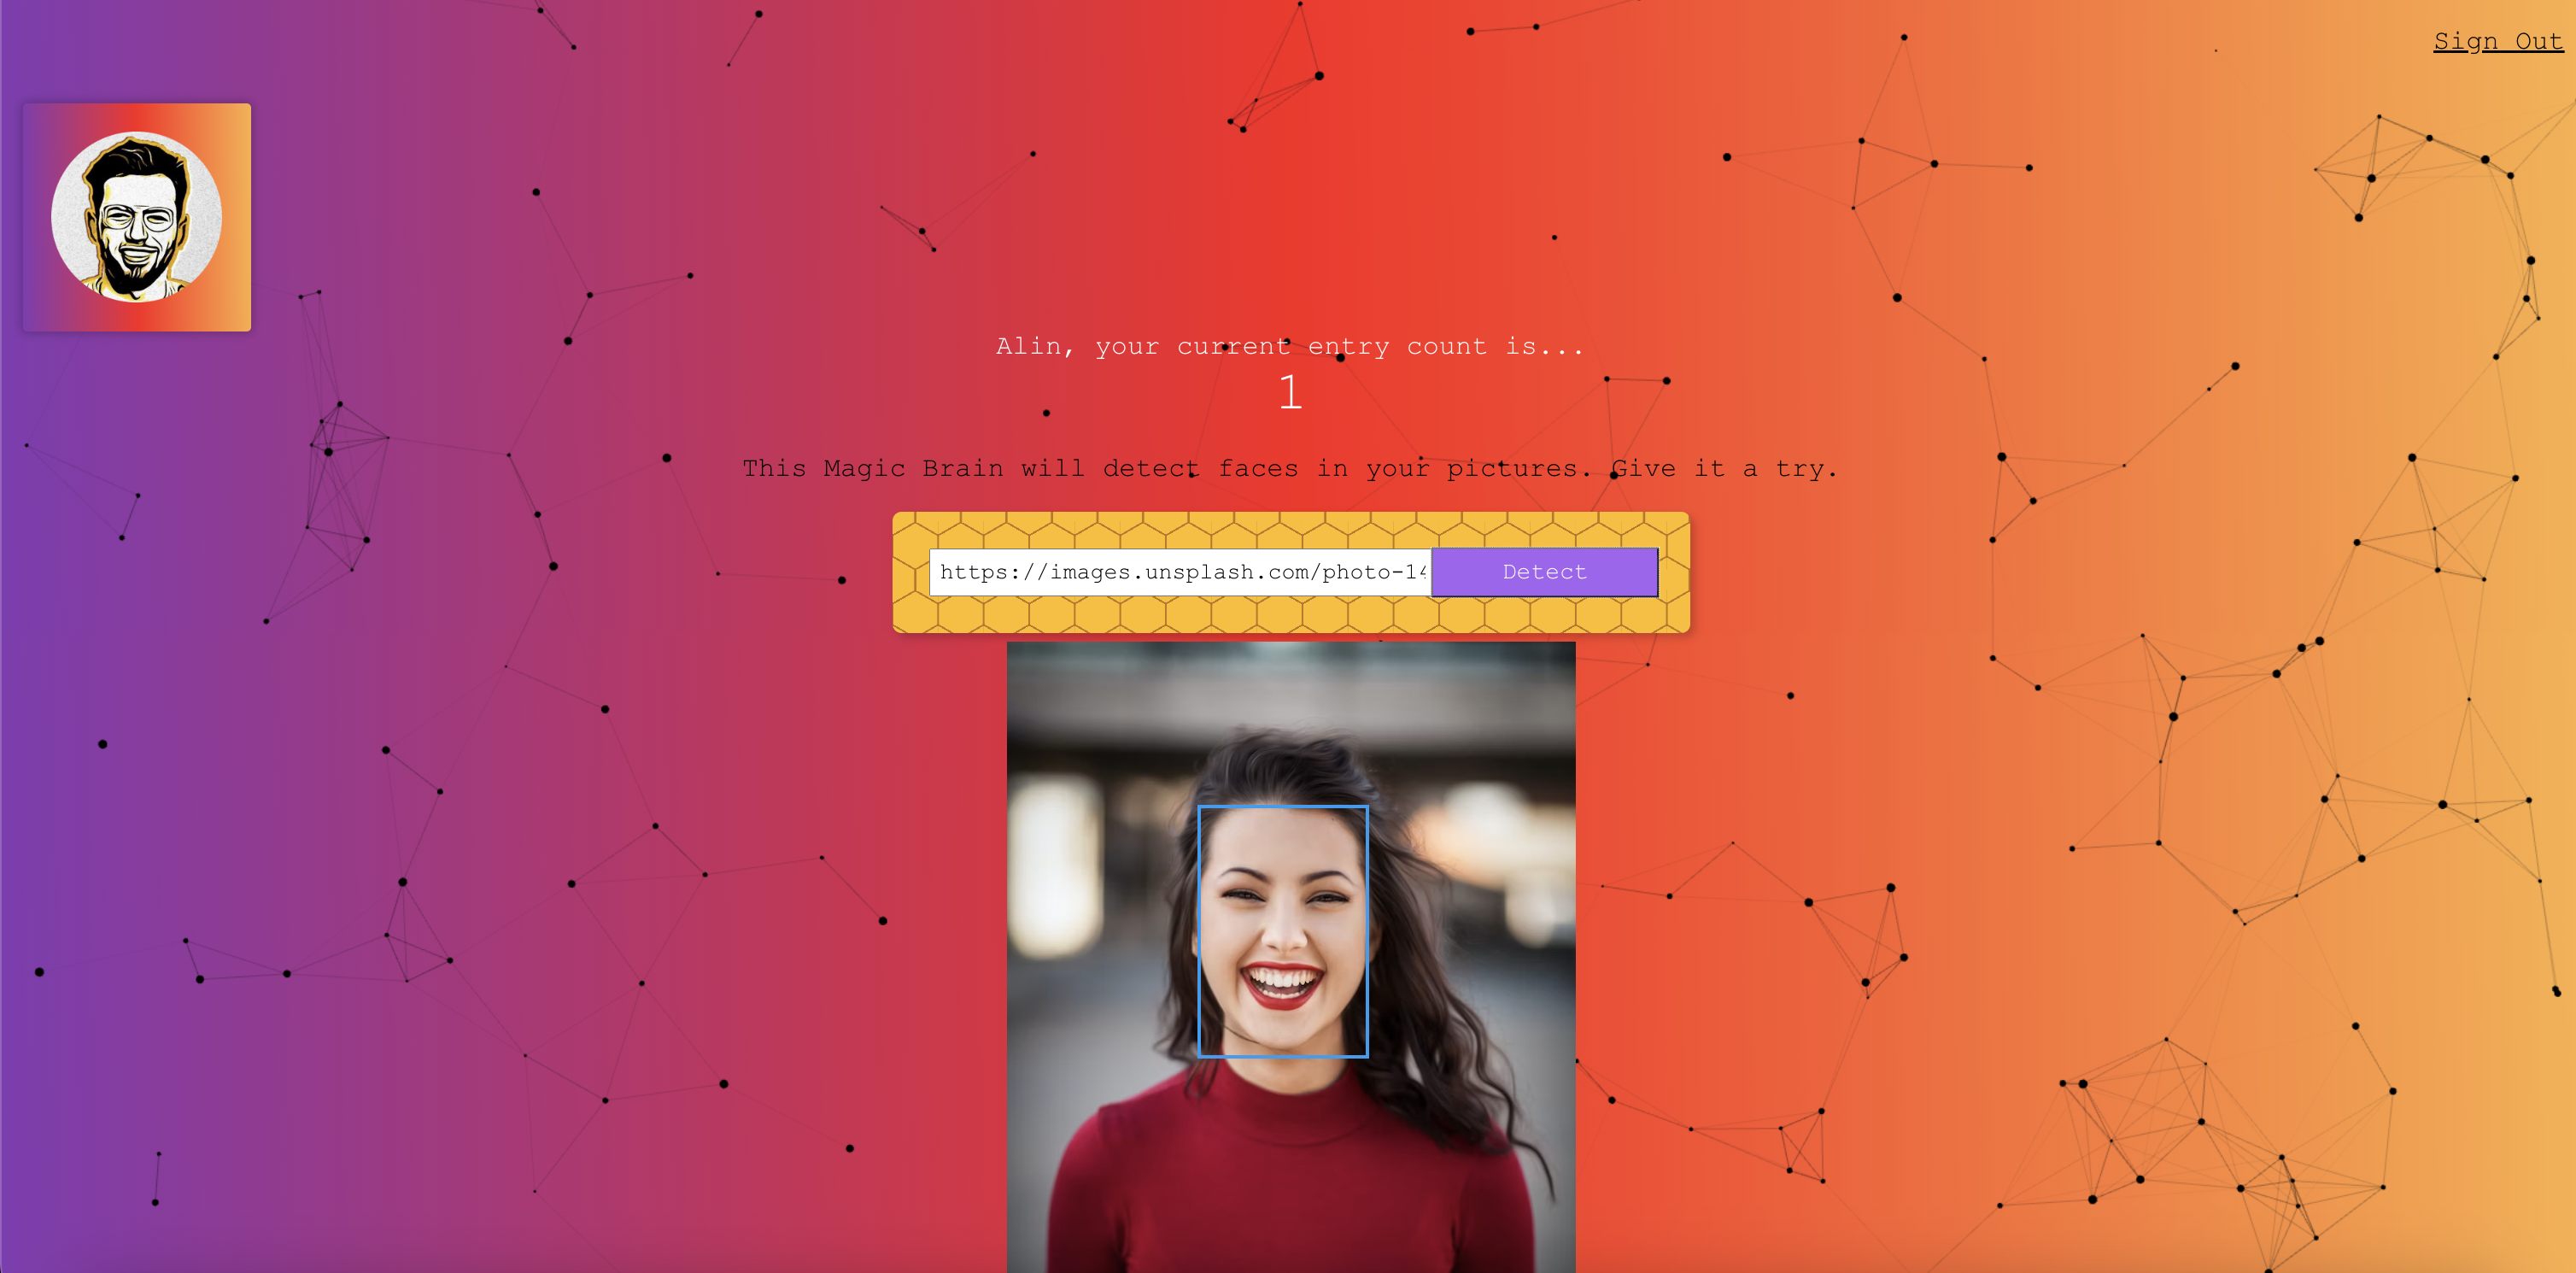 Sign Out
Alin, your current entry count is...
1
This Magic Brain will detect faces in your pictures. Give it a try.
https://images.unsplash.com/photo-14
Detect